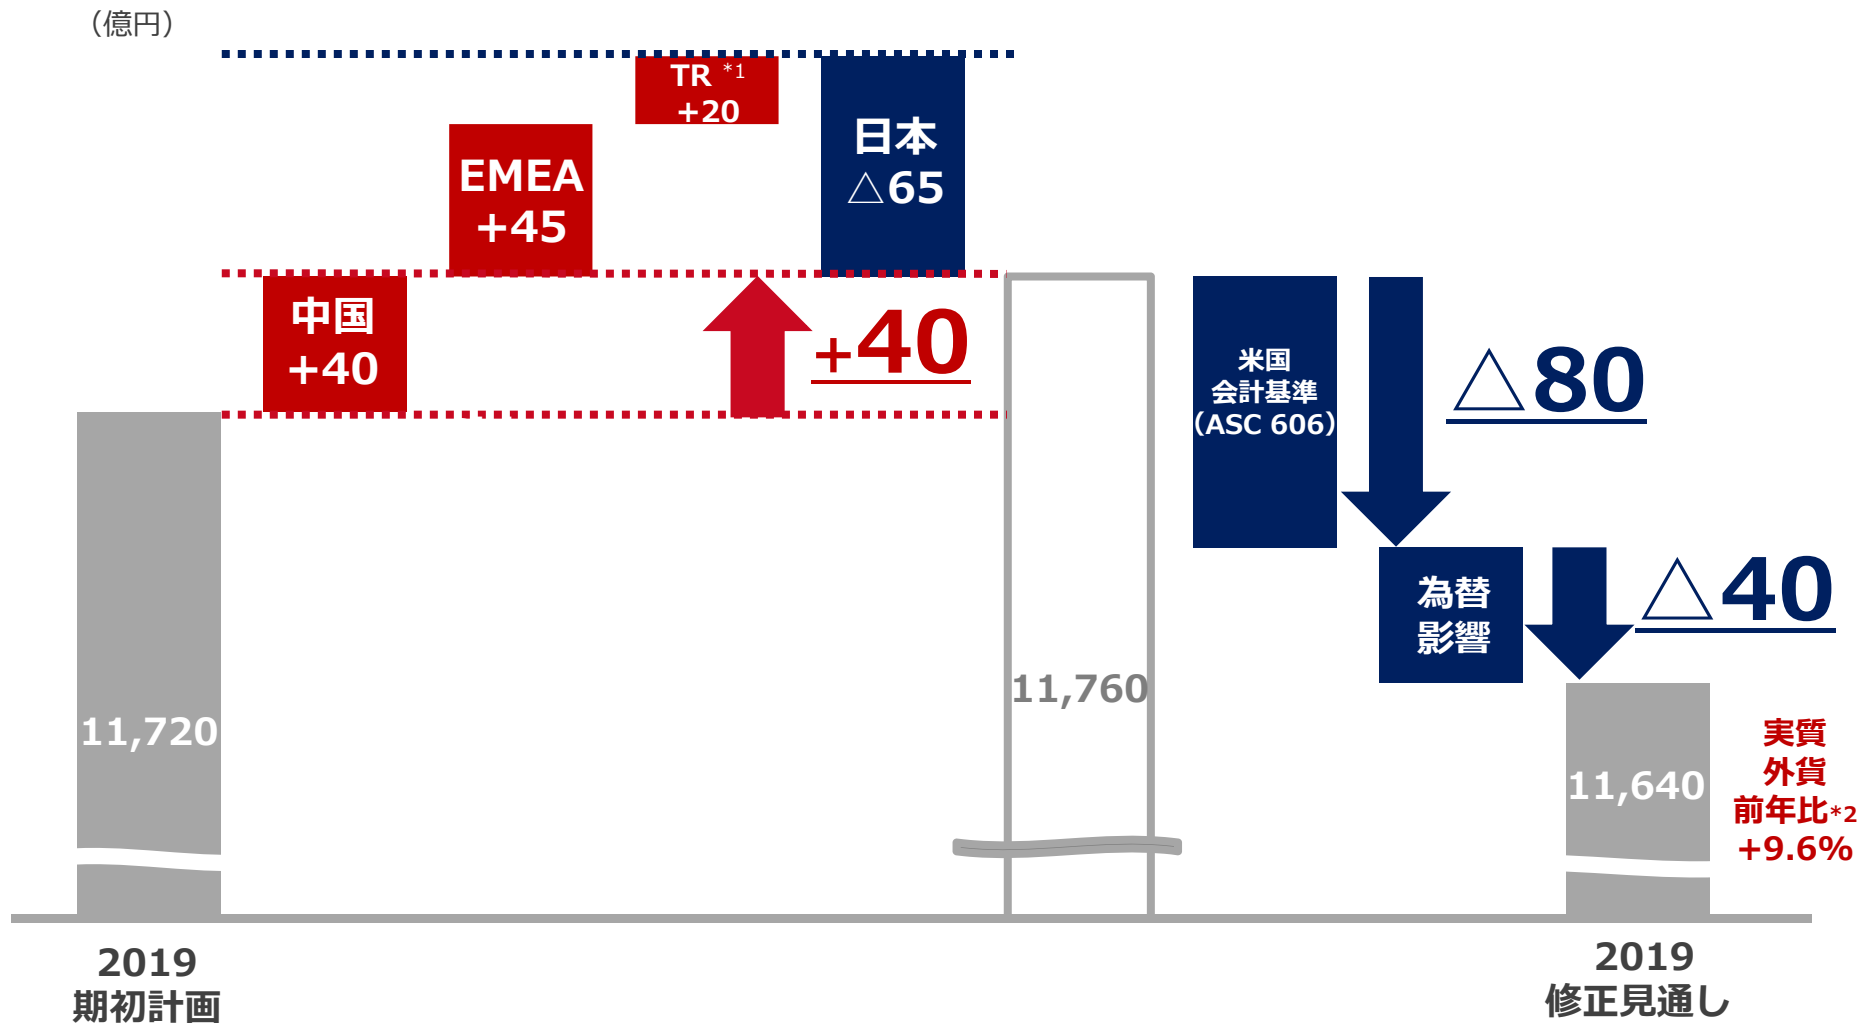 （億円）
TR *1
+20
日本
△65
EMEA
+45
中国
+40
+40
米国
会計基準
（ASC 606）
△80
為替
影響
△40
11,720
11,760
11,640
実質
外貨
前年比*2
+9.6%
2019
期初計画
2019
修正見通し